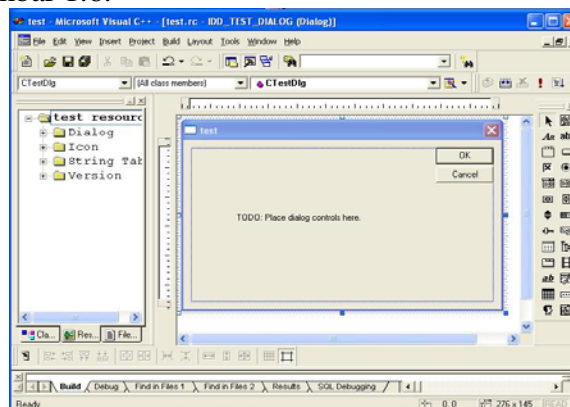 test - Microsoft Visual C++ - [test.rc - IDD_TEST_DIALOG (Dialog)]
File Edit View Insert Project Build Layout Tools Window Help
CTestDlg [All class members] CTestDlg
test resourc
Dialog
Icon
String Tab
Version
test
OK
Cancel
TODO: Place dialog controls here.
Cla... Res... File...
Build Debug Find in Files 1 Find in Files 2 Results SQL Debugging
Ready 0, 0 276 x 145 READ